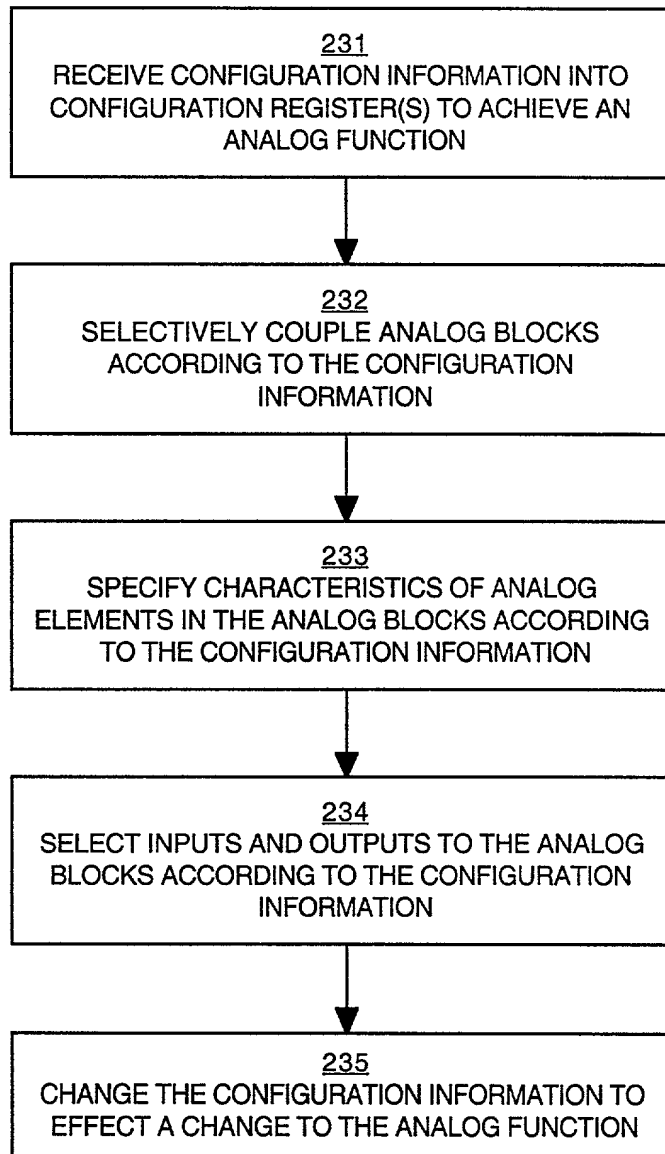 231
RECEIVE CONFIGURATION INFORMATION INTO
CONFIGURATION REGISTER(S) TO ACHIEVE AN
ANALOG FUNCTION
232
SELECTIVELY COUPLE ANALOG BLOCKS
ACCORDING TO THE CONFIGURATION
INFORMATION
233
SPECIFY CHARACTERISTICS OF ANALOG
ELEMENTS IN THE ANALOG BLOCKS ACCORDING
TO THE CONFIGURATION INFORMATION
234
SELECT INPUTS AND OUTPUTS TO THE ANALOG
BLOCKS ACCORDING TO THE CONFIGURATION
INFORMATION
235
CHANGE THE CONFIGURATION INFORMATION TO
EFFECT A CHANGE TO THE ANALOG FUNCTION